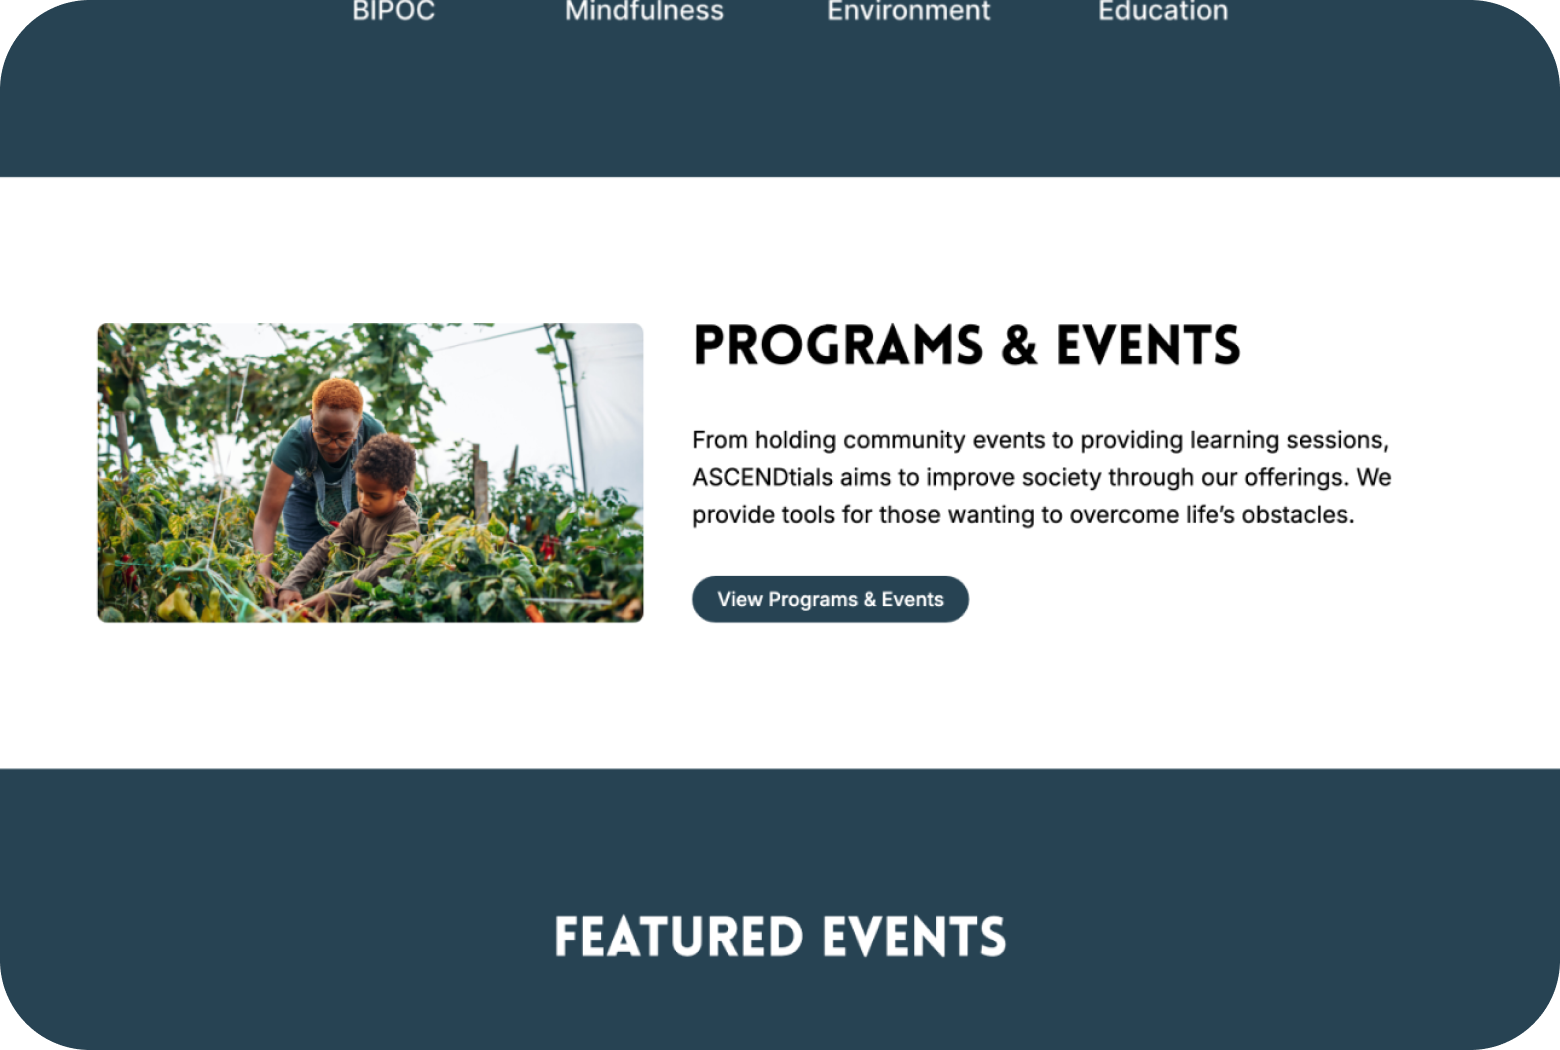 BIPOC Mindfulness Environment Education
PROGRAMS & EVENTS
From holding community events to providing learning sessions,
ASCENDtials aims to improve society through our offerings. We
provide tools for those wanting to overcome life’s obstacles.
View Programs & Events
FEATURED EVENTS